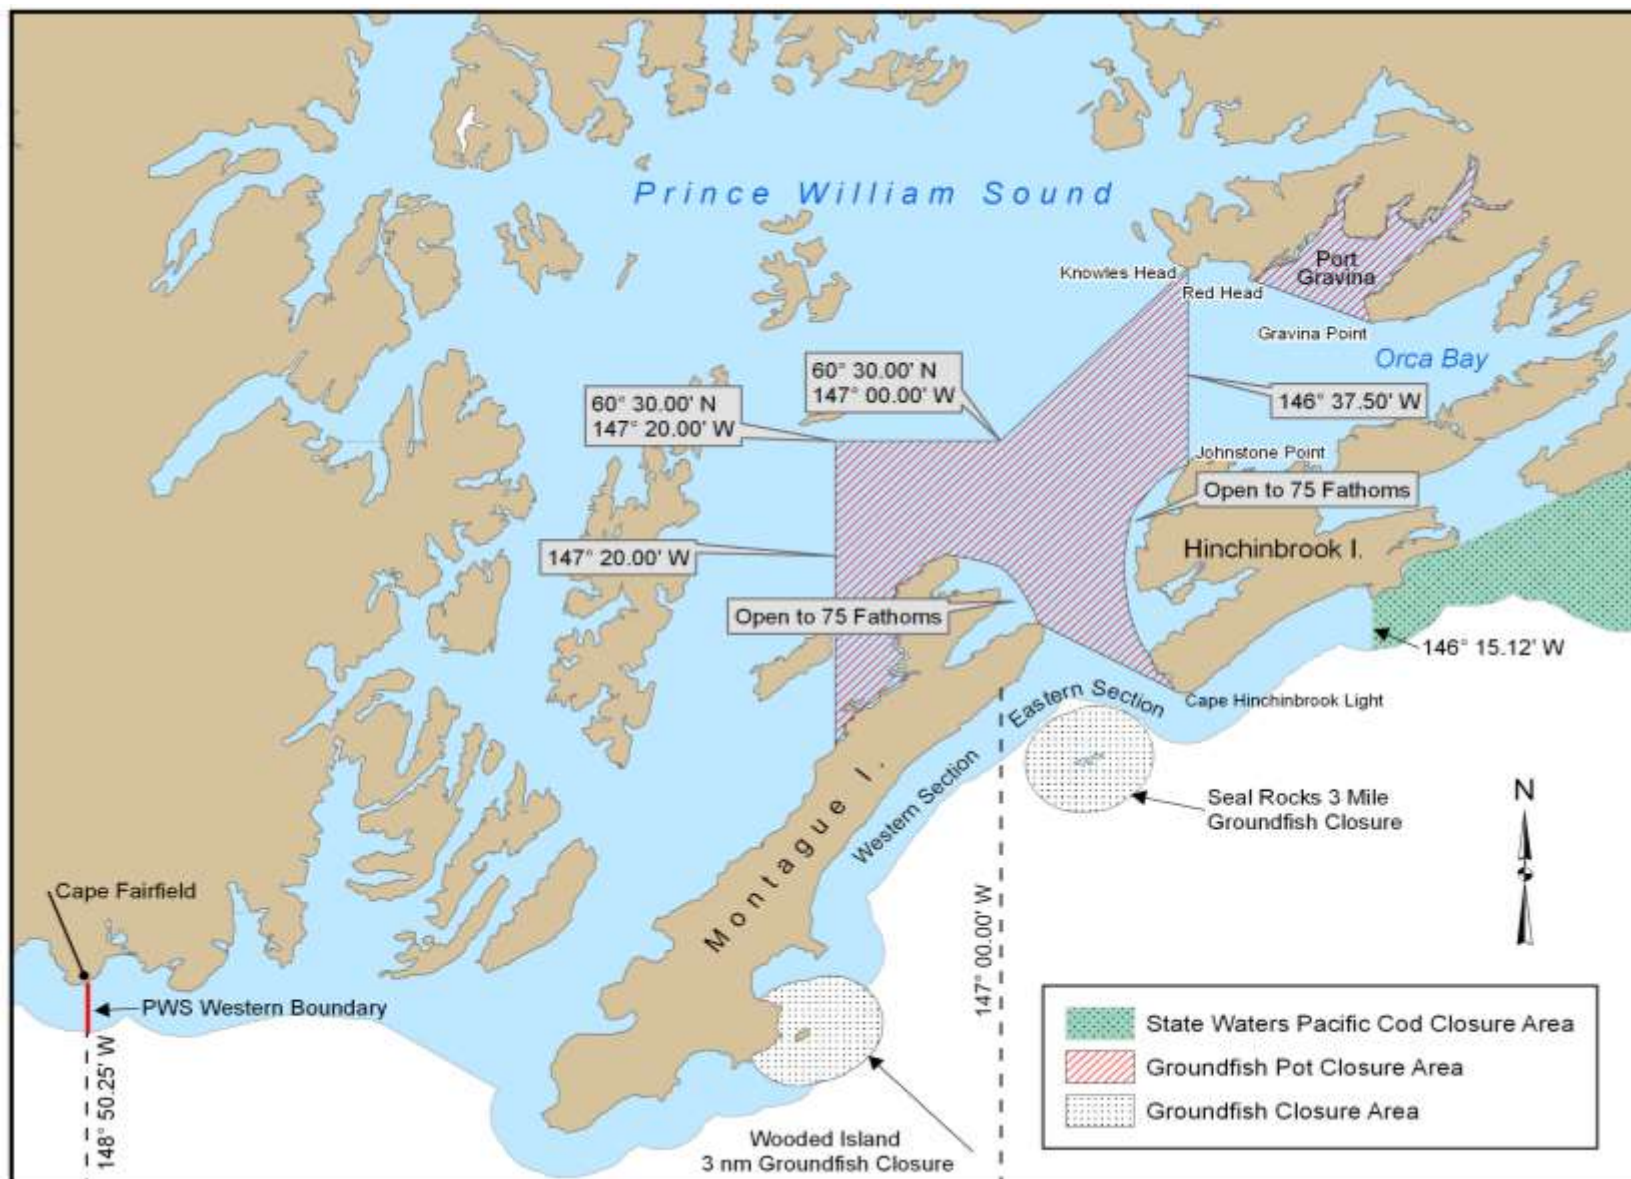 Prince William Sound
Knowles Head
Red Head
Port
Gravina
Gravina Point
Orca Bay
60° 30.00' N
147° 00.00' W
60° 30.00' N
147° 20.00' W
146° 37.50' W
Johnstone Point
Open to 75 Fathoms
147° 20.00' W
Hinchinbrook I.
Open to 75 Fathoms
146° 15.12' W
Cape Hinchinbrook Light
Eastern Section
Western Section
Montague I.
Seal Rocks 3 Mile
Groundfish Closure
N
Cape Fairfield
PWS Western Boundary
148° 50.25' W
147° 00.00' W
Wooded Island
3 nm Groundfish Closure
State Waters Pacific Cod Closure Area
Groundfish Pot Closure Area
Groundfish Closure Area